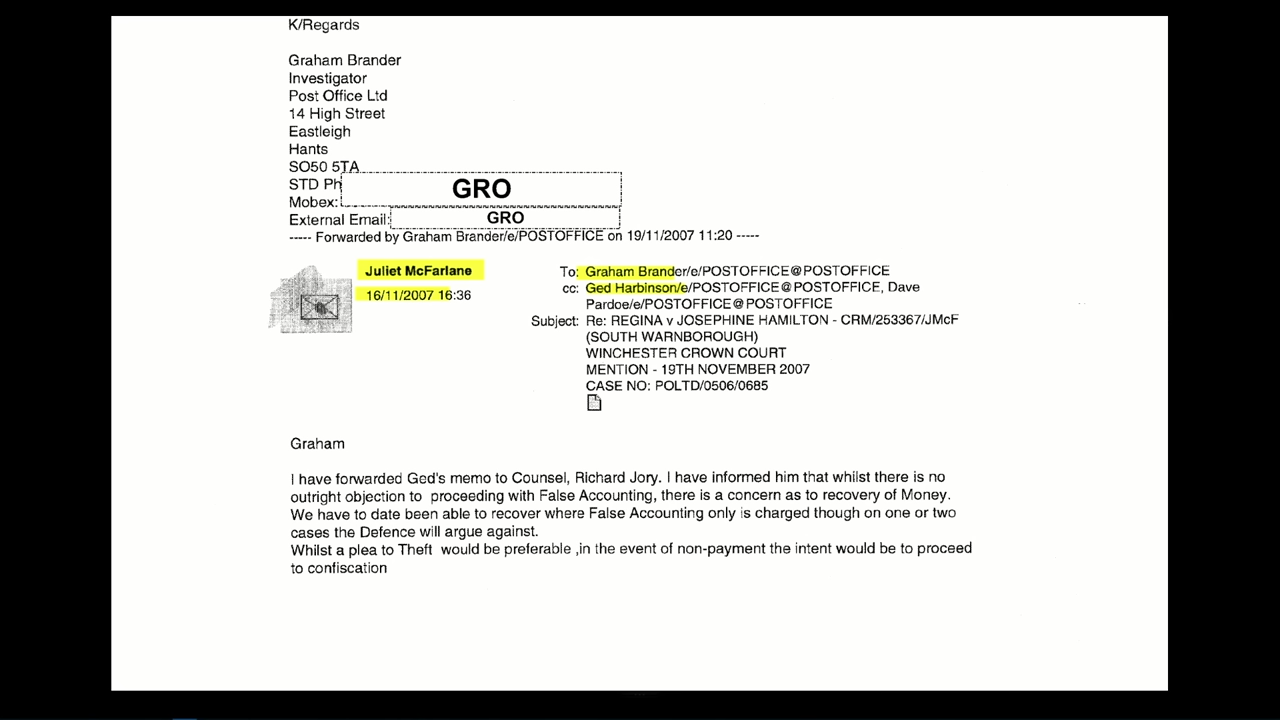 K/Regards
Graham Brander
Investigator
Post Office Ltd
14 High Street
Eastleigh
Hants
SO50 5TA
STD Ph
GRO
Mobex:
External Email:
GRO
----- Forwarded by Graham Brander/e/POSTOFFICE on 19/11/2007 11:20 -----
Juliet McFarlane
16/11/2007 16:36
To: Graham Brander/e/POSTOFFICE@POSTOFFICE
cc: Ged Harbinson/e/POSTOFFICE@POSTOFFICE, Dave
Pardoe/e/POSTOFFICE@POSTOFFICE
Subject: Re: REGINA v JOSEPHINE HAMILTON - CRM/253367/JMcF
(SOUTH WARNBOROUGH)
WINCHESTER CROWN COURT
MENTION - 19TH NOVEMBER 2007
CASE NO: POLTD/0506/0685
Graham
I have forwarded Ged's memo to Counsel, Richard Jory. I have informed him that whilst there is no
outright objection to proceeding with False Accounting, there is a concern as to recovery of Money.
We have to date been able to recover where False Accounting only is charged though on one or two
cases the Defence will argue against.
Whilst a plea to Theft would be preferable ,in the event of non-payment the intent would be to proceed
to confiscation